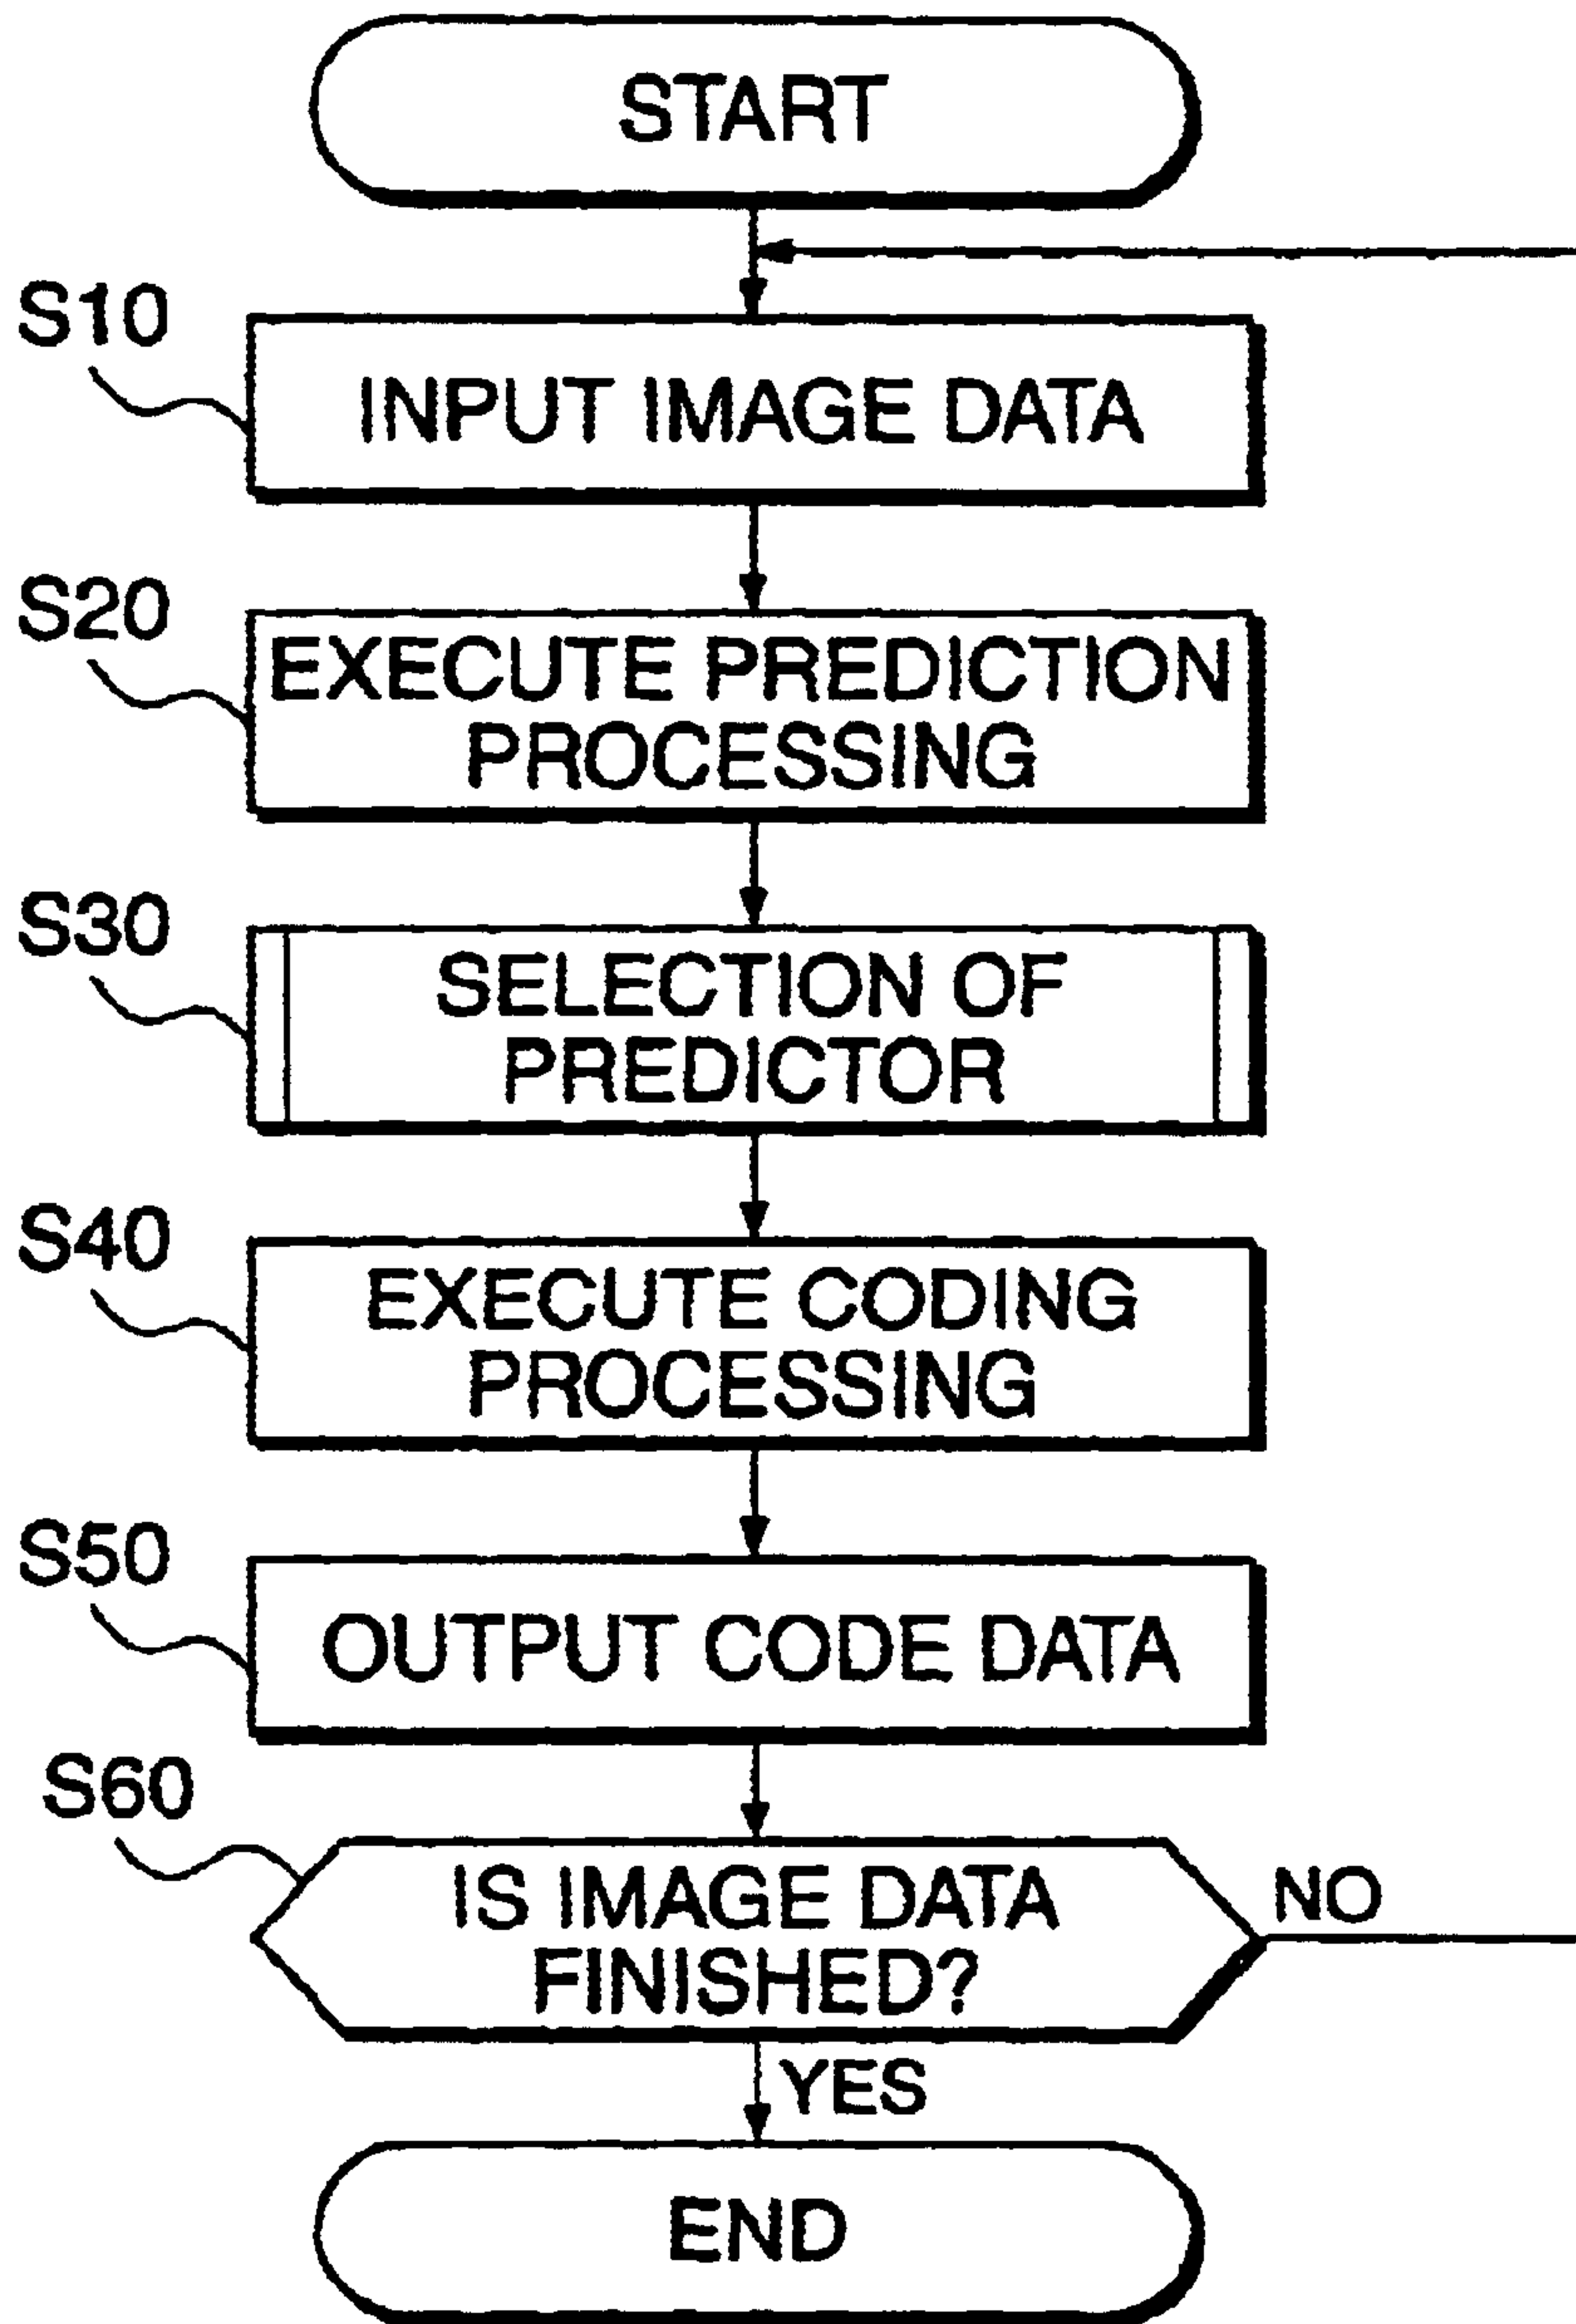 START
S10
INPUT IMAGE DATA
S20
EXECUTE PREDICTION
PROCESSING
S30
SELECTION OF
PREDICTOR
S40
EXECUTE CODING
PROCESSING
S50
OUTPUT CODE DATA
S60
IS IMAGE DATA
FINISHED?
NO
YES
END